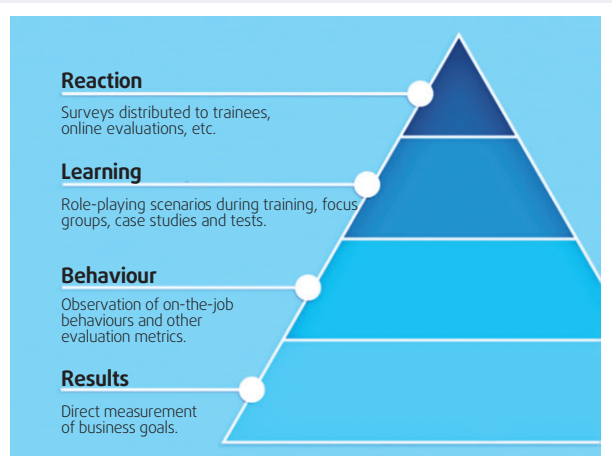 Reaction
Surveys distributed to trainees,
online evaluations, etc.
Learning
Role-playing scenarios during training, focus
groups, case studies and tests.
Behaviour
Observation of on-the-job
behaviours and other
evaluation metrics.
Results
Direct measurement
of business goals.